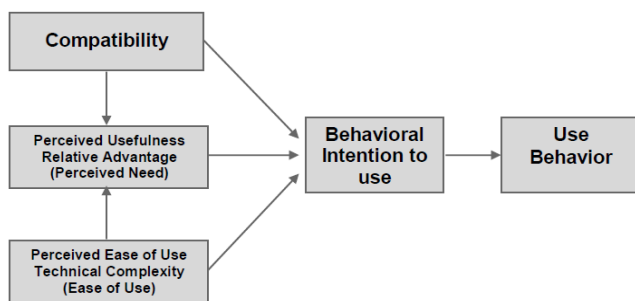 Compatibility
Perceived Usefulness
Relative Advantage
(Perceived Need)
Behavioral
Intention to
use
Use
Behavior
Perceived Ease of Use
Technical Complexity
(Ease of Use)